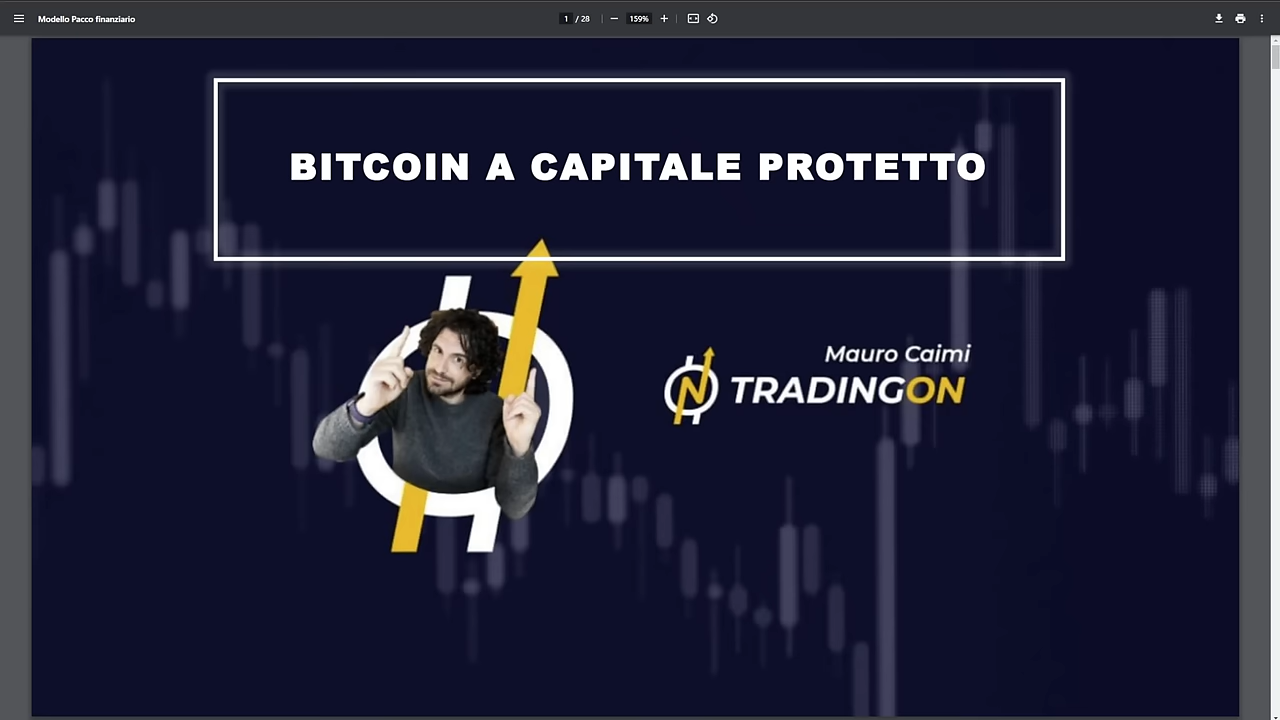 Modello Pacco finanziario
1 / 28
159%
BITCOIN A CAPITALE PROTETTO
Mauro Caimi
TRADINGON